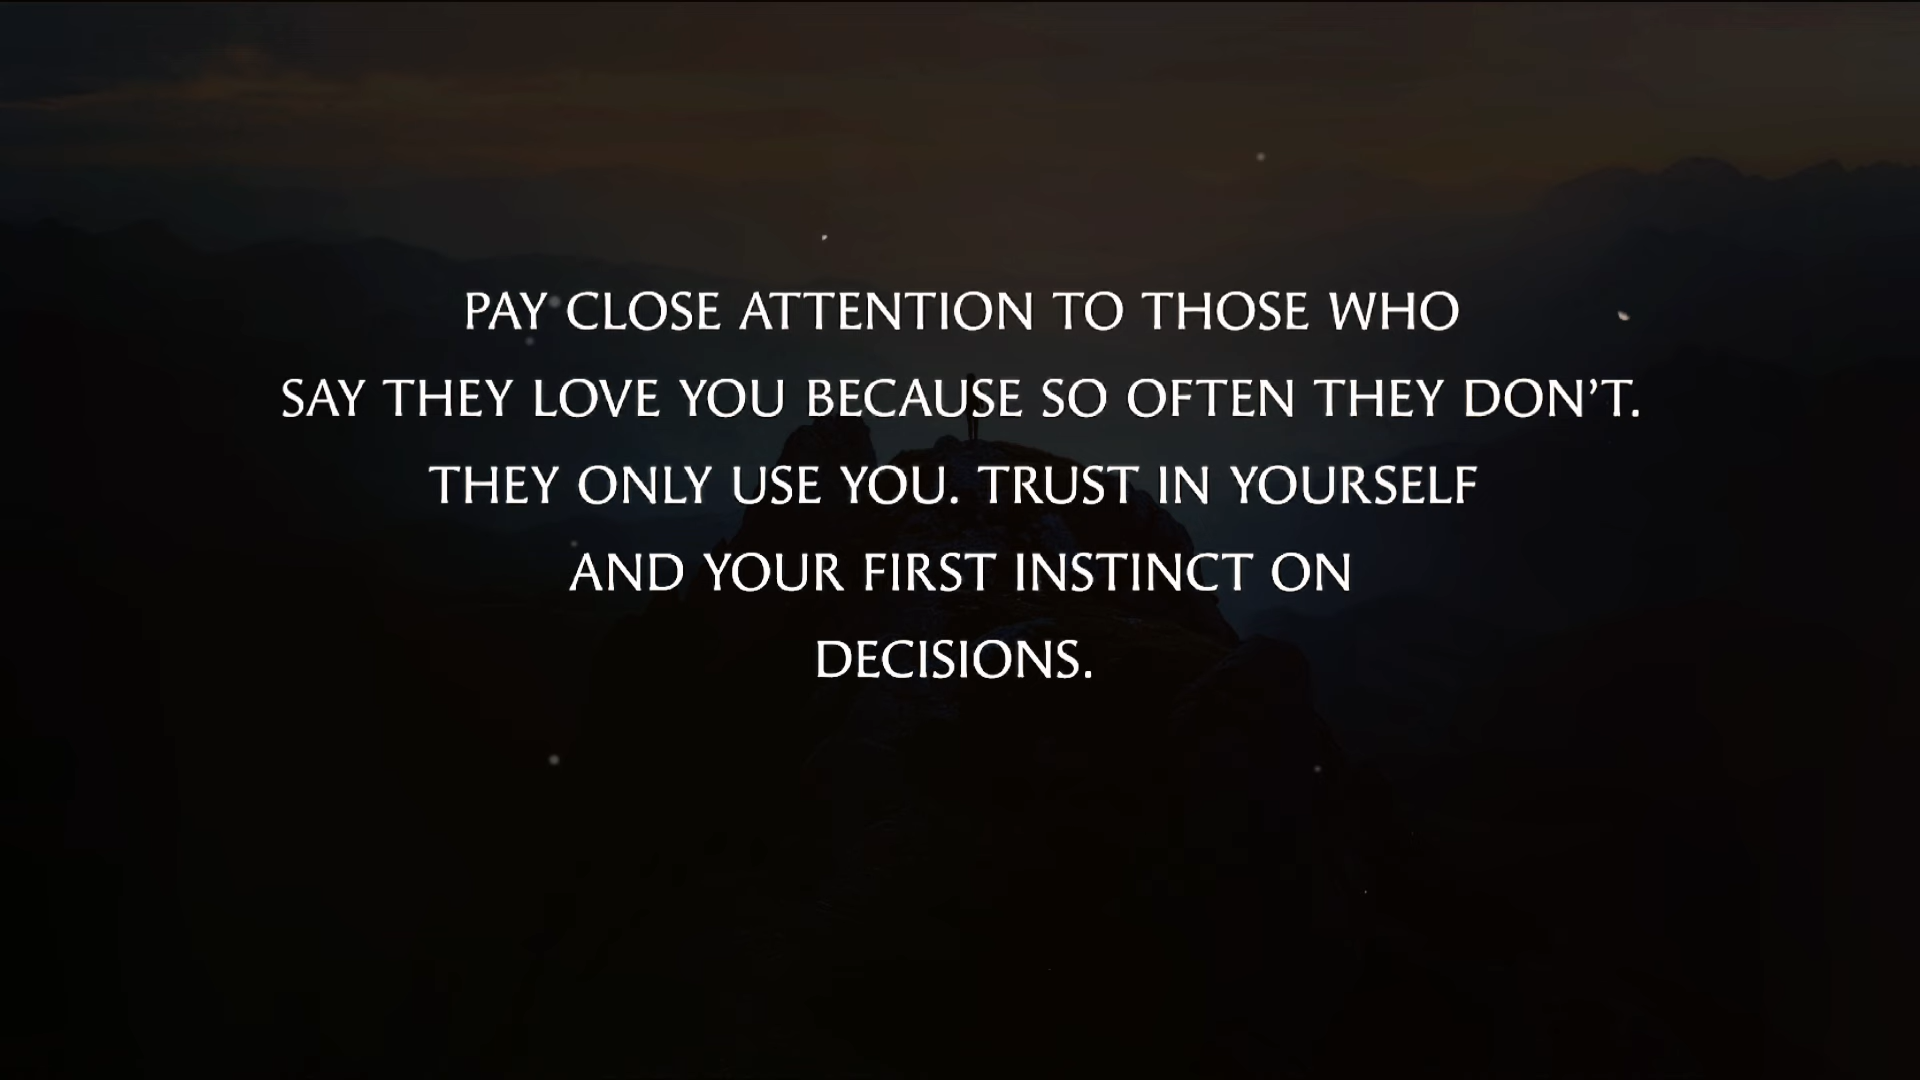 PAY CLOSE ATTENTION TO THOSE WHO
SAY THEY LOVE YOU BECAUSE SO OFTEN THEY DON’T.
THEY ONLY USE YOU. TRUST IN YOURSELF
AND YOUR FIRST INSTINCT ON
DECISIONS.